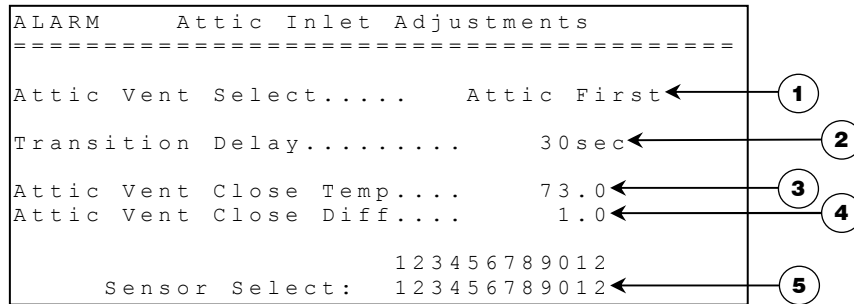 ALARM Attic Inlet Adjustments
========================================
Attic Vent Select..... Attic First 1
Transition Delay......... 30sec 2
Attic Vent Close Temp.... 73.0 3
Attic Vent Close Diff.... 1.0 4
123456789012
Sensor Select: 123456789012 5